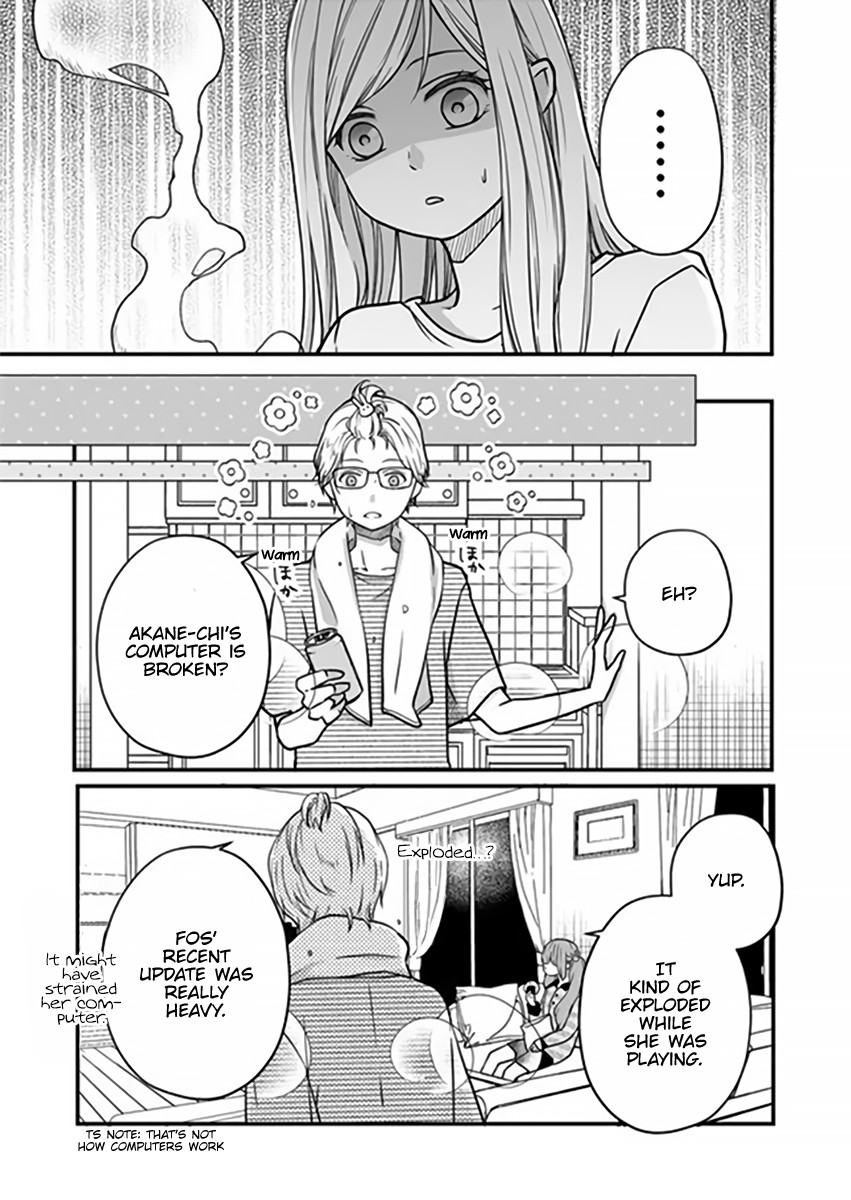 ......
EH?
AKANE-CHI'S
COMPUTER IS
BROKEN?
Warm
ほか
Warm
ほか
YUP.
IT
KIND OF
EXPLODED
WHILE
SHE WAS
PLAYING.
Exploded...?
FOS'
RECENT
UPDATE WAS
REALLY
HEAVY.
It might
have
strained
her com-
puter.
TS NOTE: THAT'S NOT
HOW COMPUTERS WORK